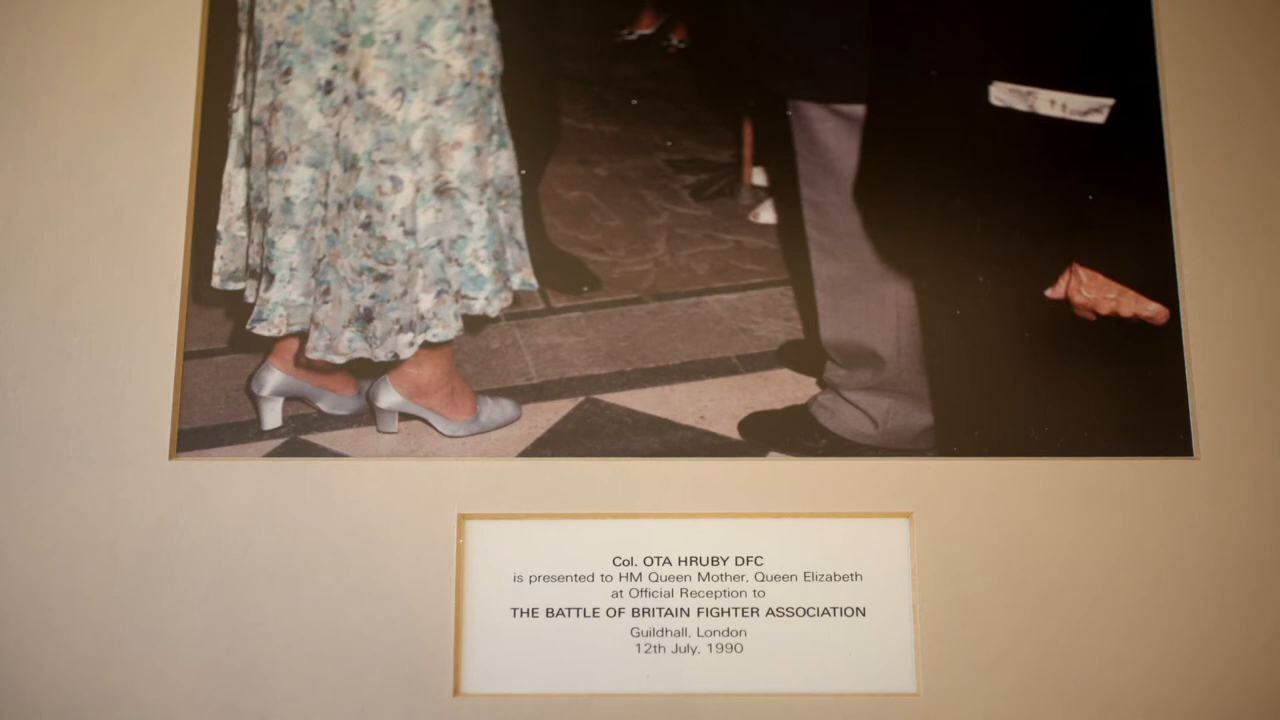 Col. OTA HRUBY DFC
is presented to HM Queen Mother, Queen Elizabeth
at Official Reception to
THE BATTLE OF BRITAIN FIGHTER ASSOCIATION
Guildhall, London
12th July, 1990